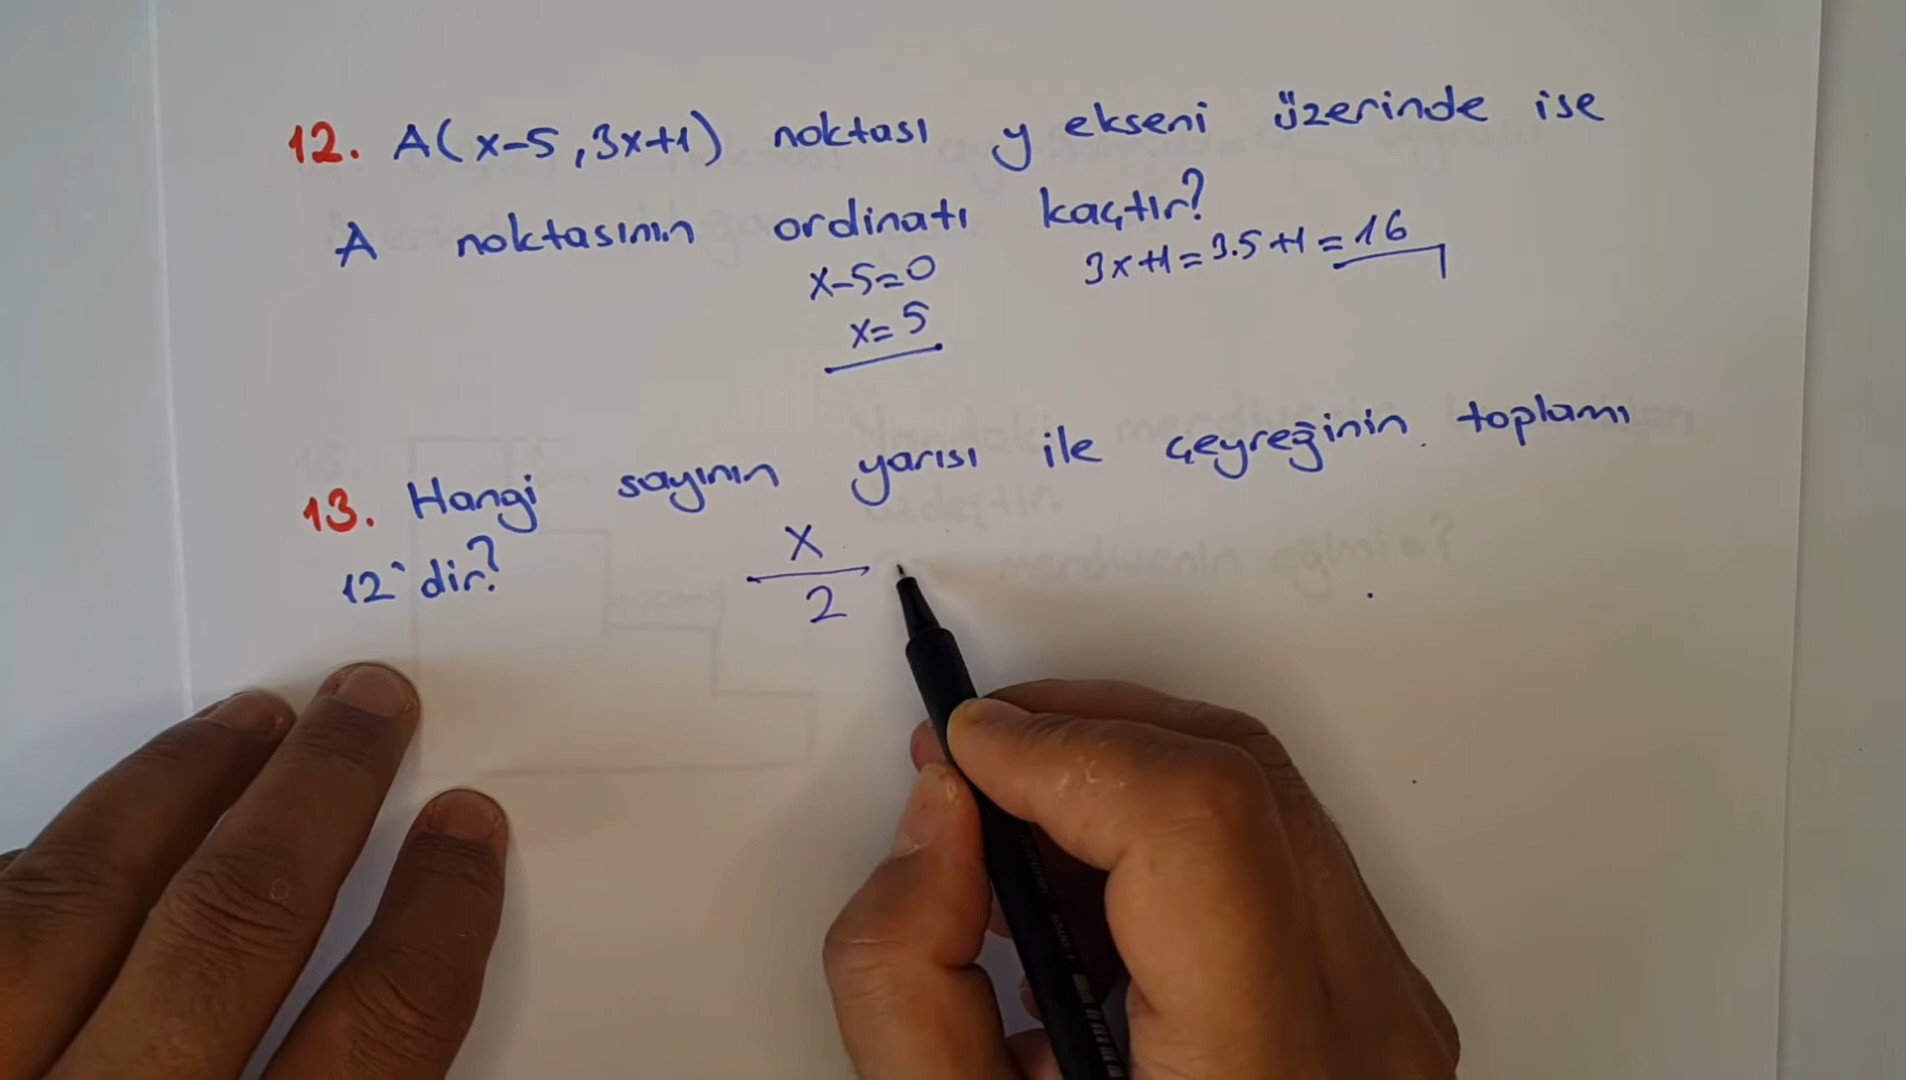 12. A(x-5,3x+1) noktası y ekseni üzerinde ise
A noktasının ordinatı kaçtır?
x-5=0
x=5
3x+1=3.5+1=16
13. Hangi sayının yarısı ile çeyreğinin toplamı
12'dir?
x
2